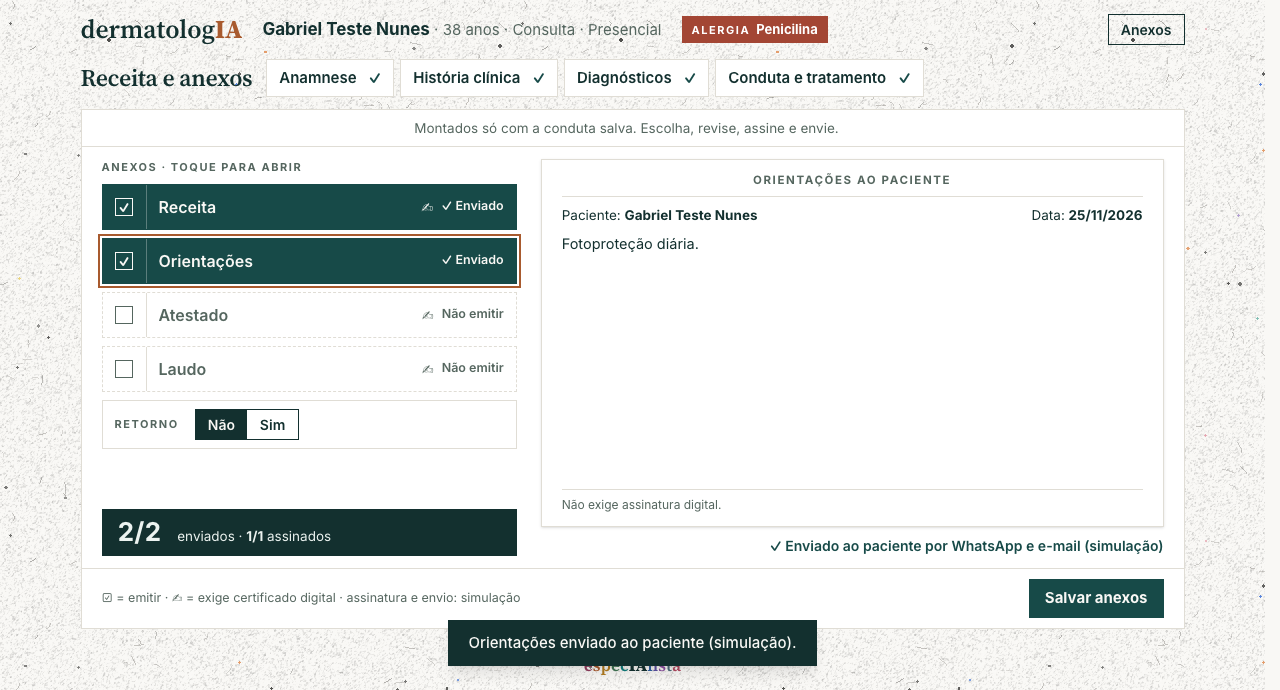 dermatologIA Gabriel Teste Nunes · 38 anos · Consulta · Presencial ALERGIA Penicilina Anexos
Receita e anexos Anamnese ✓ História clínica ✓ Diagnósticos ✓ Conduta e tratamento ✓
Montados só com a conduta salva. Escolha, revise, assine e envie.
ANEXOS · TOQUE PARA ABRIR
☑ Receita ✍ ✓ Enviado
☑ Orientações ✓ Enviado
☐ Atestado ✍ Não emitir
☐ Laudo ✍ Não emitir
RETORNO Não Sim
2/2 enviados · 1/1 assinados
ORIENTAÇÕES AO PACIENTE
Paciente: Gabriel Teste Nunes Data: 25/11/2026
Fotoproteção diária.
Não exige assinatura digital.
✓ Enviado ao paciente por WhatsApp e e-mail (simulação)
☑ = emitir · ✍ = exige certificado digital · assinatura e envio: simulação
Salvar anexos
Orientações enviado ao paciente (simulação).
especIAlista